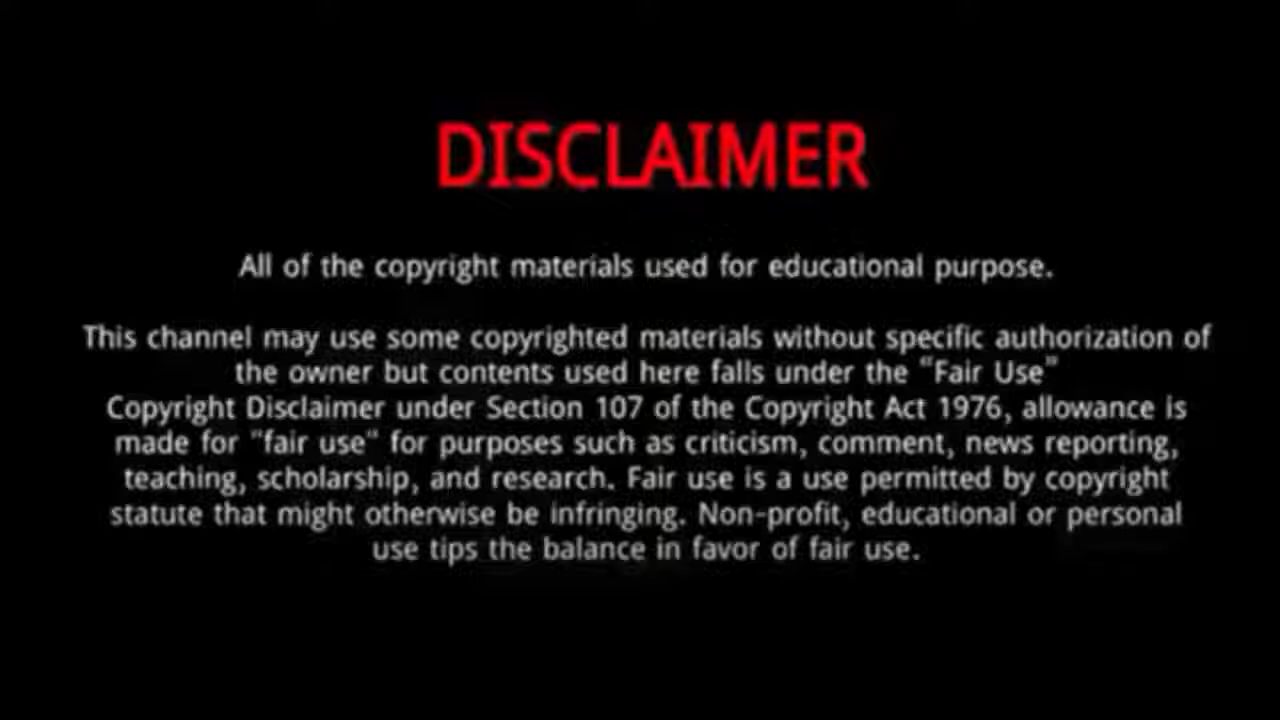 DISCLAIMER
All of the copyright materials used for educational purpose.
This channel may use some copyrighted materials without specific authorization of
the owner but contents used here falls under the “Fair Use”
Copyright Disclaimer under Section 107 of the Copyright Act 1976, allowance is
made for "fair use" for purposes such as criticism, comment, news reporting,
teaching, scholarship, and research. Fair use is a use permitted by copyright
statute that might otherwise be infringing. Non-profit, educational or personal
use tips the balance in favor of fair use.